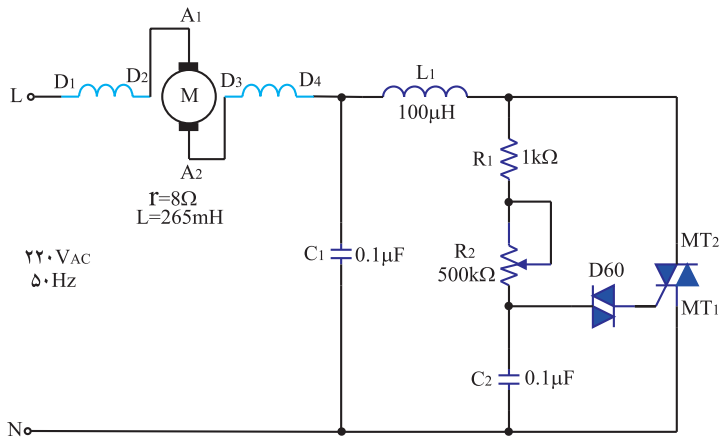 A1
L D1 D2 M D3 D4 L1
100μH
A2
r=8Ω
L=265mH
R1 1kΩ
۲۲۰VAC
۵۰Hz
C1 0.1μF
R2
500kΩ
D60
MT2
MT1
C2 0.1μF
N